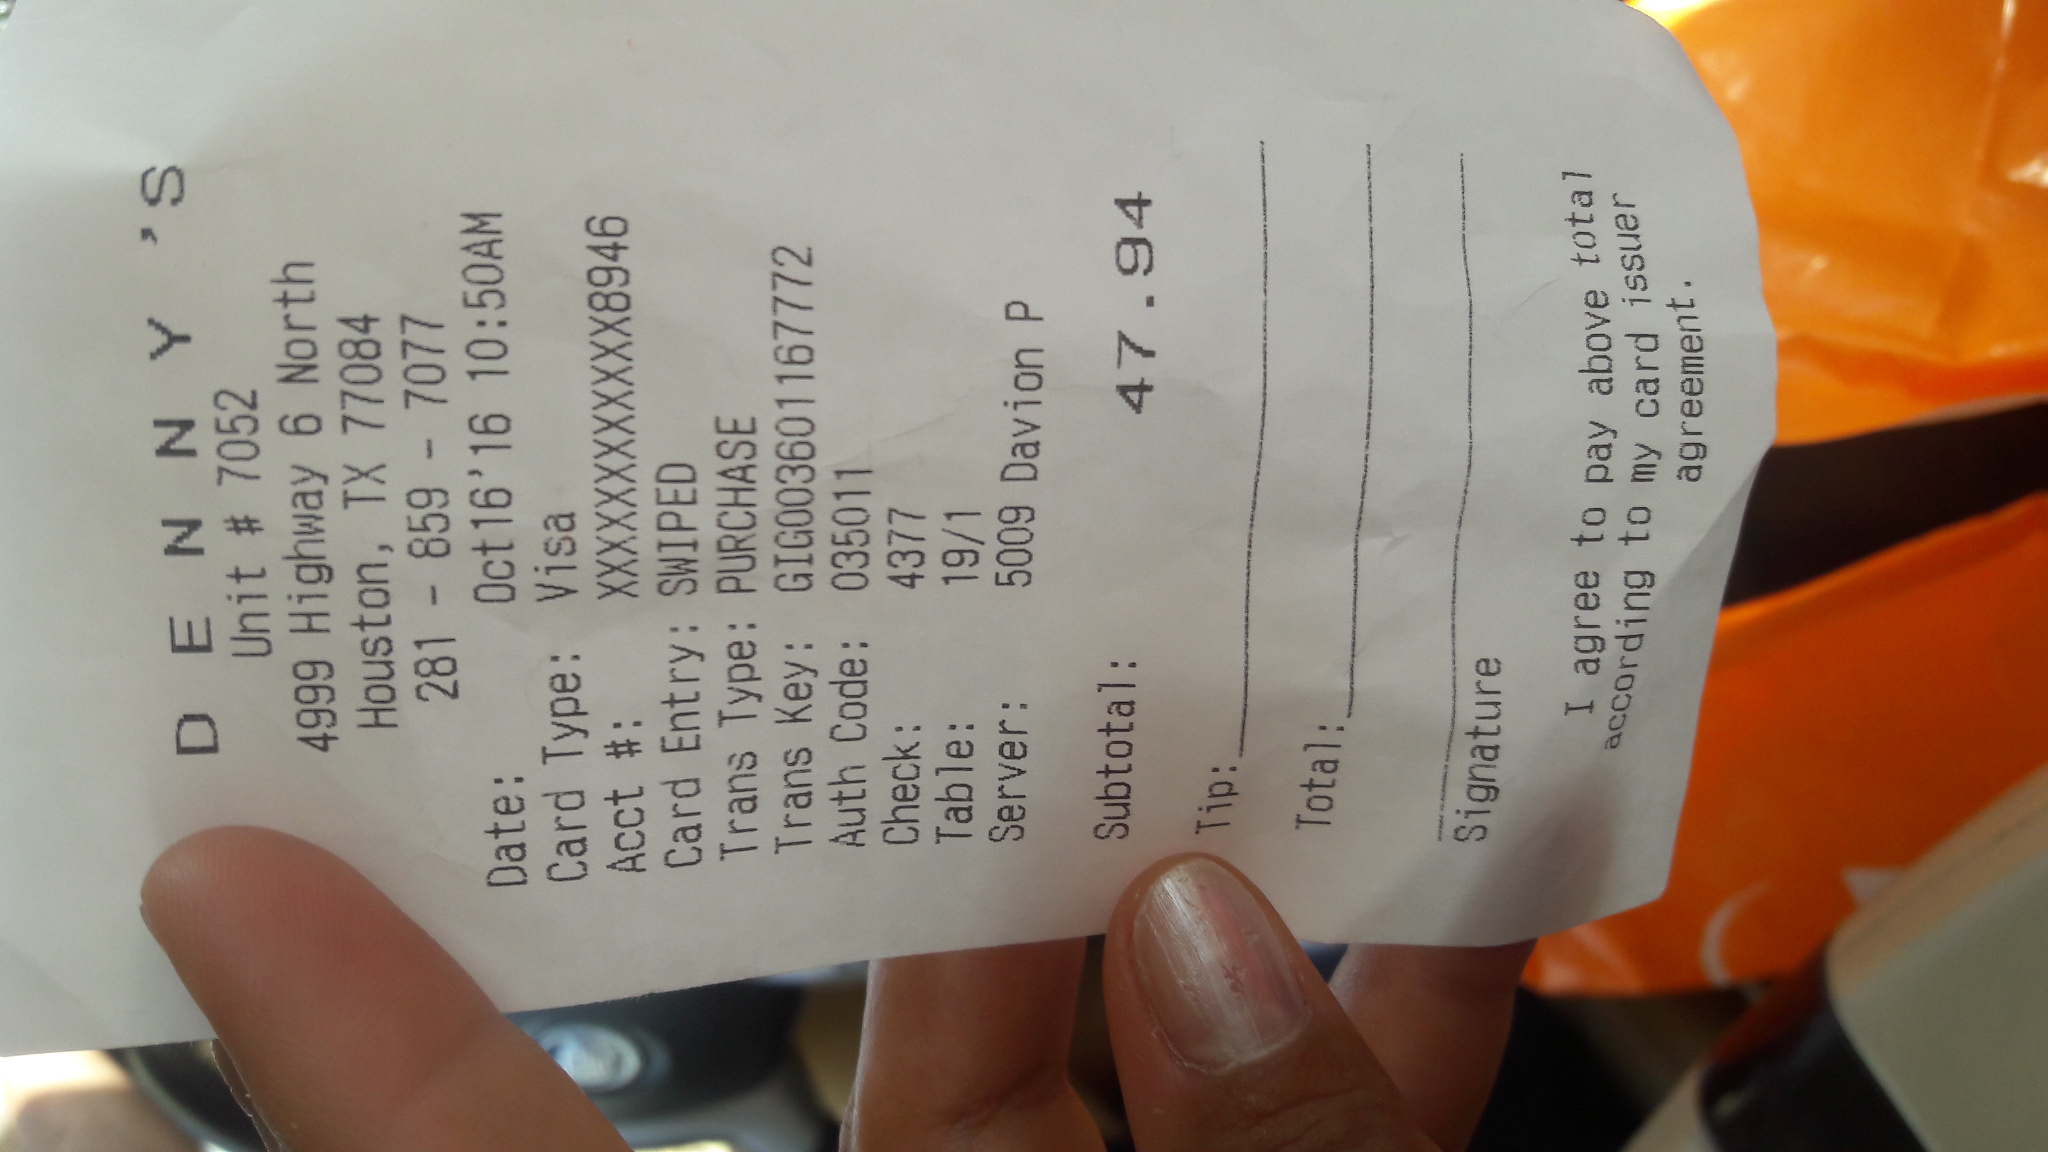 D E N N Y ' S
Unit # 7052
4999 Highway 6 North
Houston, TX 77084
281 - 859 - 7077
Date: Oct16'16 10:50AM
Card Type: Visa
Acct #: XXXXXXXXXXXX8946
Card Entry: SWIPED
Trans Type: PURCHASE
Trans Key: GIG003601167772
Auth Code: 035011
Check: 4377
Table: 19/1
Server: 5009 Davion P
Subtotal: 47.94
Tip:
Total:
Signature
I agree to pay above total
according to my card issuer
agreement.